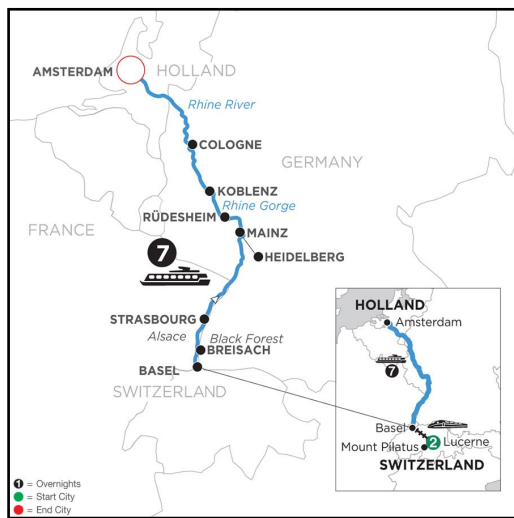 AMSTERDAM
HOLLAND
Rhine River
COLOGNE
GERMANY
KOBLENZ
Rhine Gorge
RÜDESHEIM
FRANCE
MAINZ
7
HEIDELBERG
STRASBOURG
Alsace
Black Forest
BREISACH
BASEL
SWITZERLAND
HOLLAND
Amsterdam
7
Basel
2 Lucerne
Mount Pilatus
SWITZERLAND
1 = Overnights
= Start City
= End City